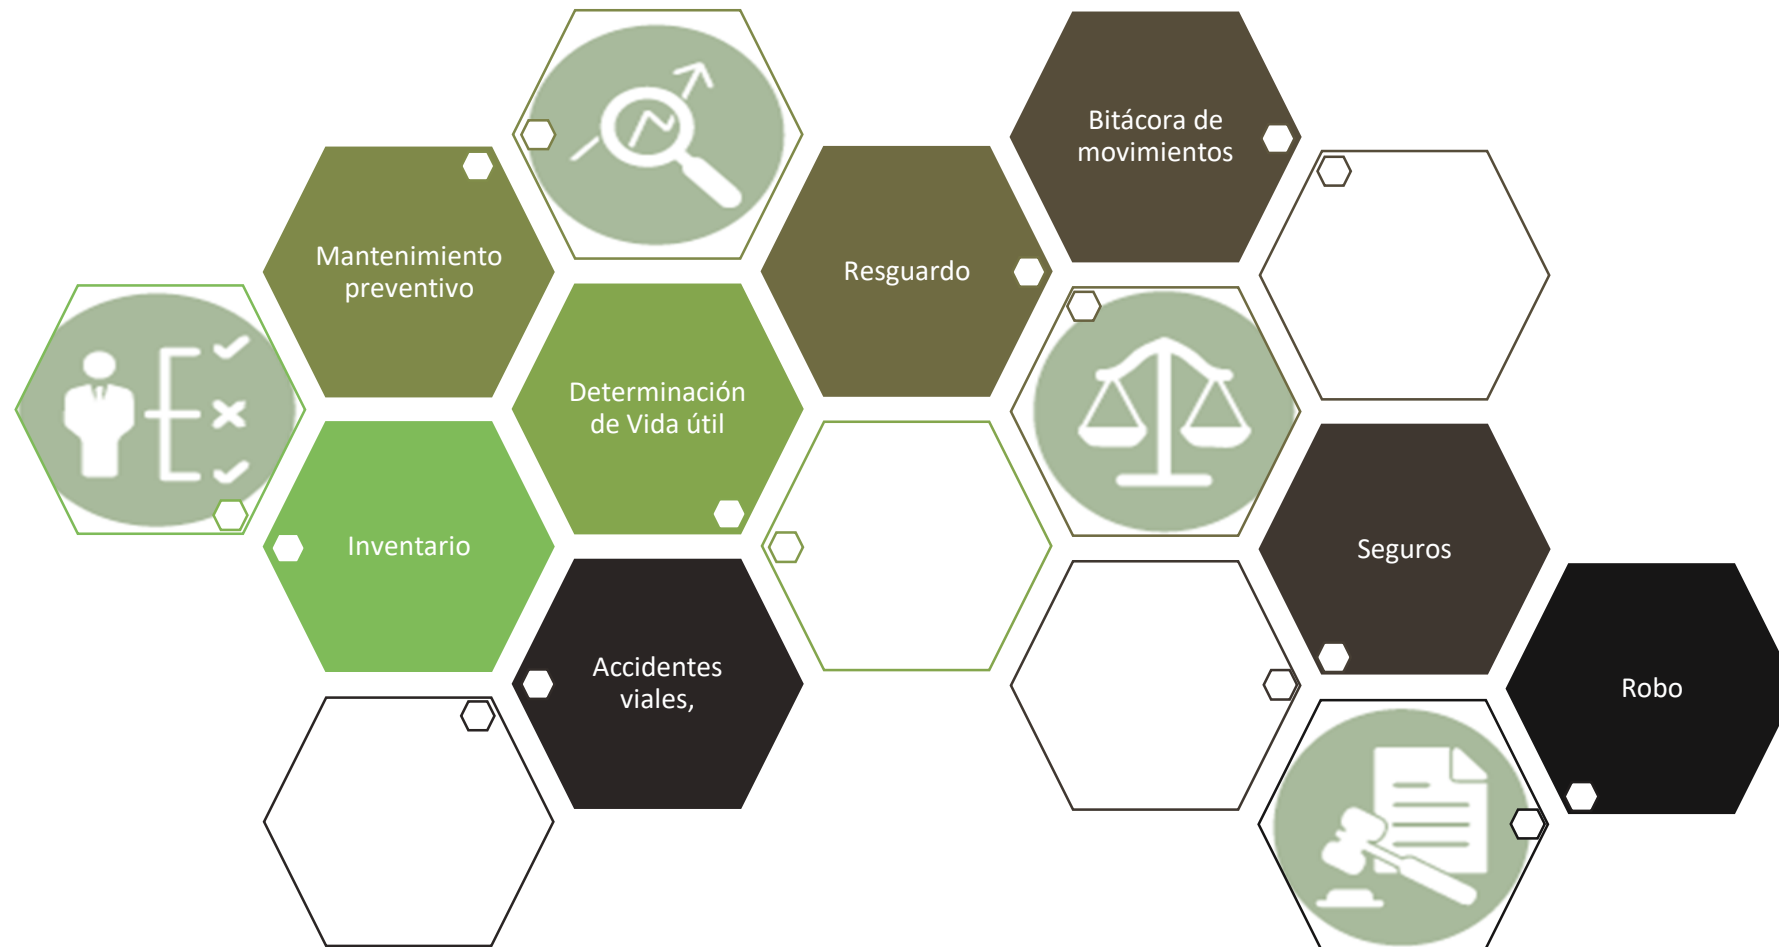 Bitácora de
movimientos
Mantenimiento
preventivo
Resguardo
Determinación
de Vida útil
Inventario
Seguros
Accidentes
viales,
Robo